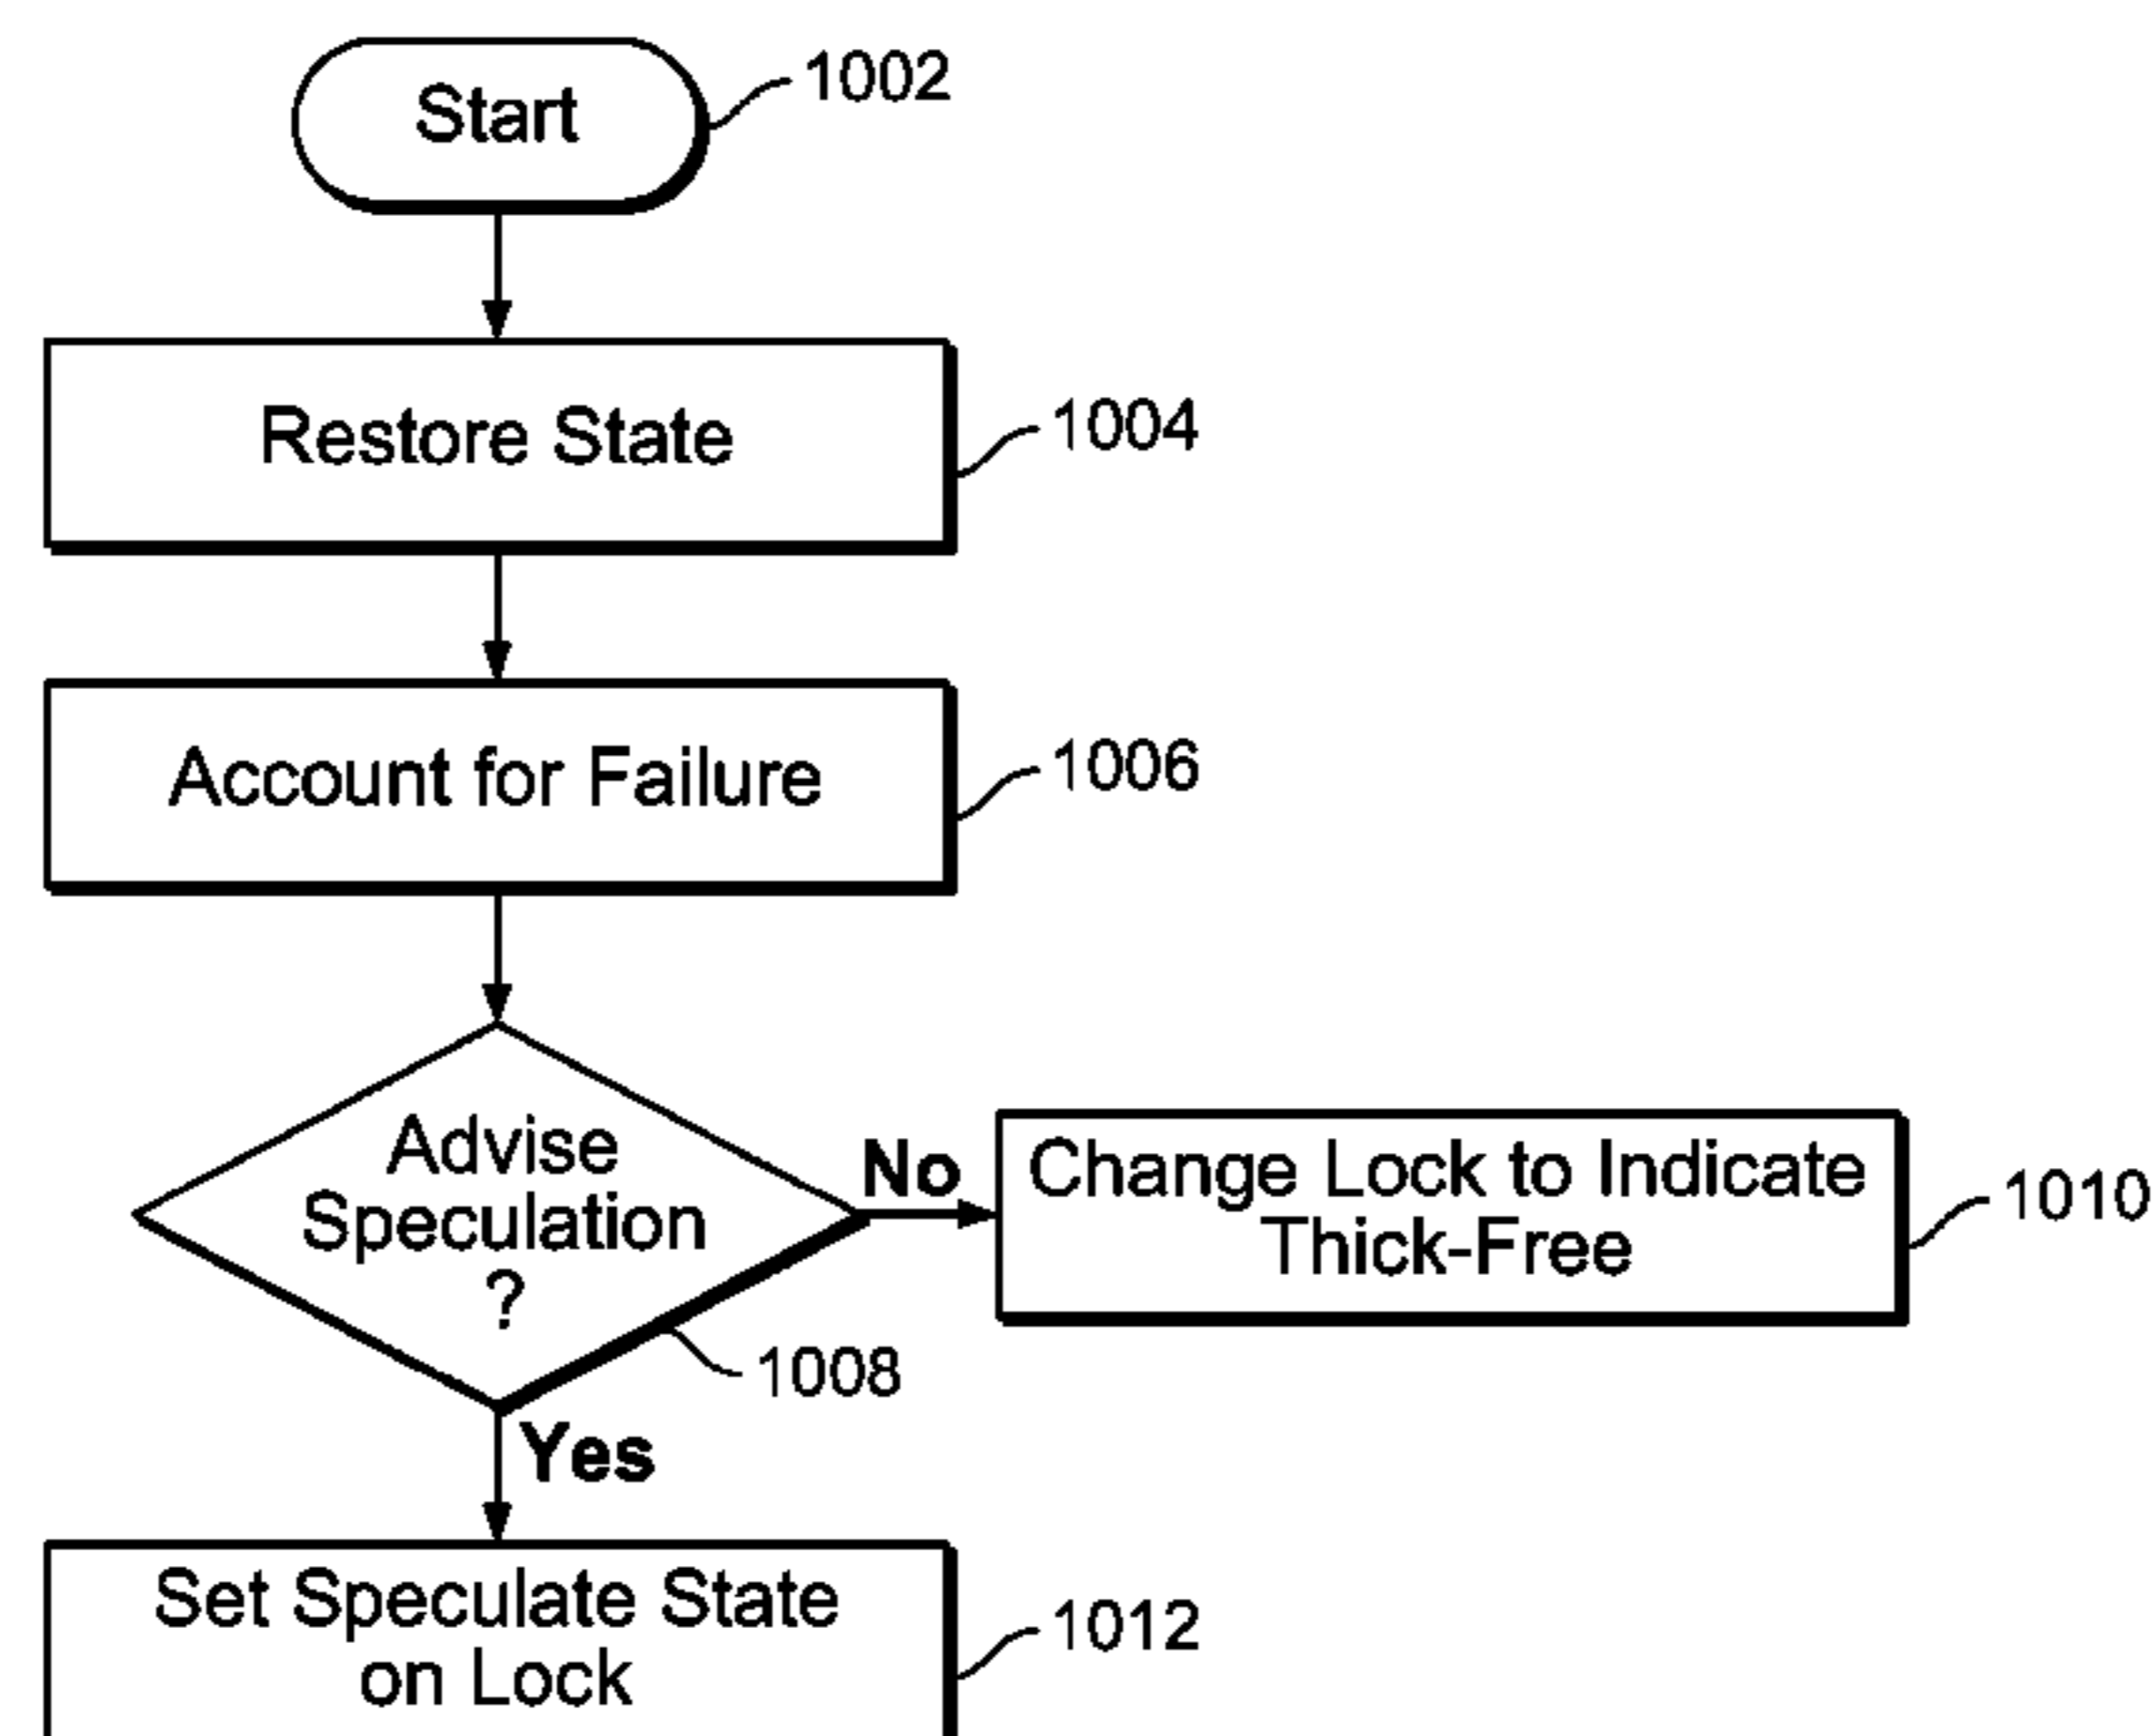 Start
1002
Restore State
1004
Account for Failure
1006
Advise
Speculation
?
1008
No
Change Lock to Indicate
Thick-Free
1010
Yes
Set Speculate State
on Lock
1012